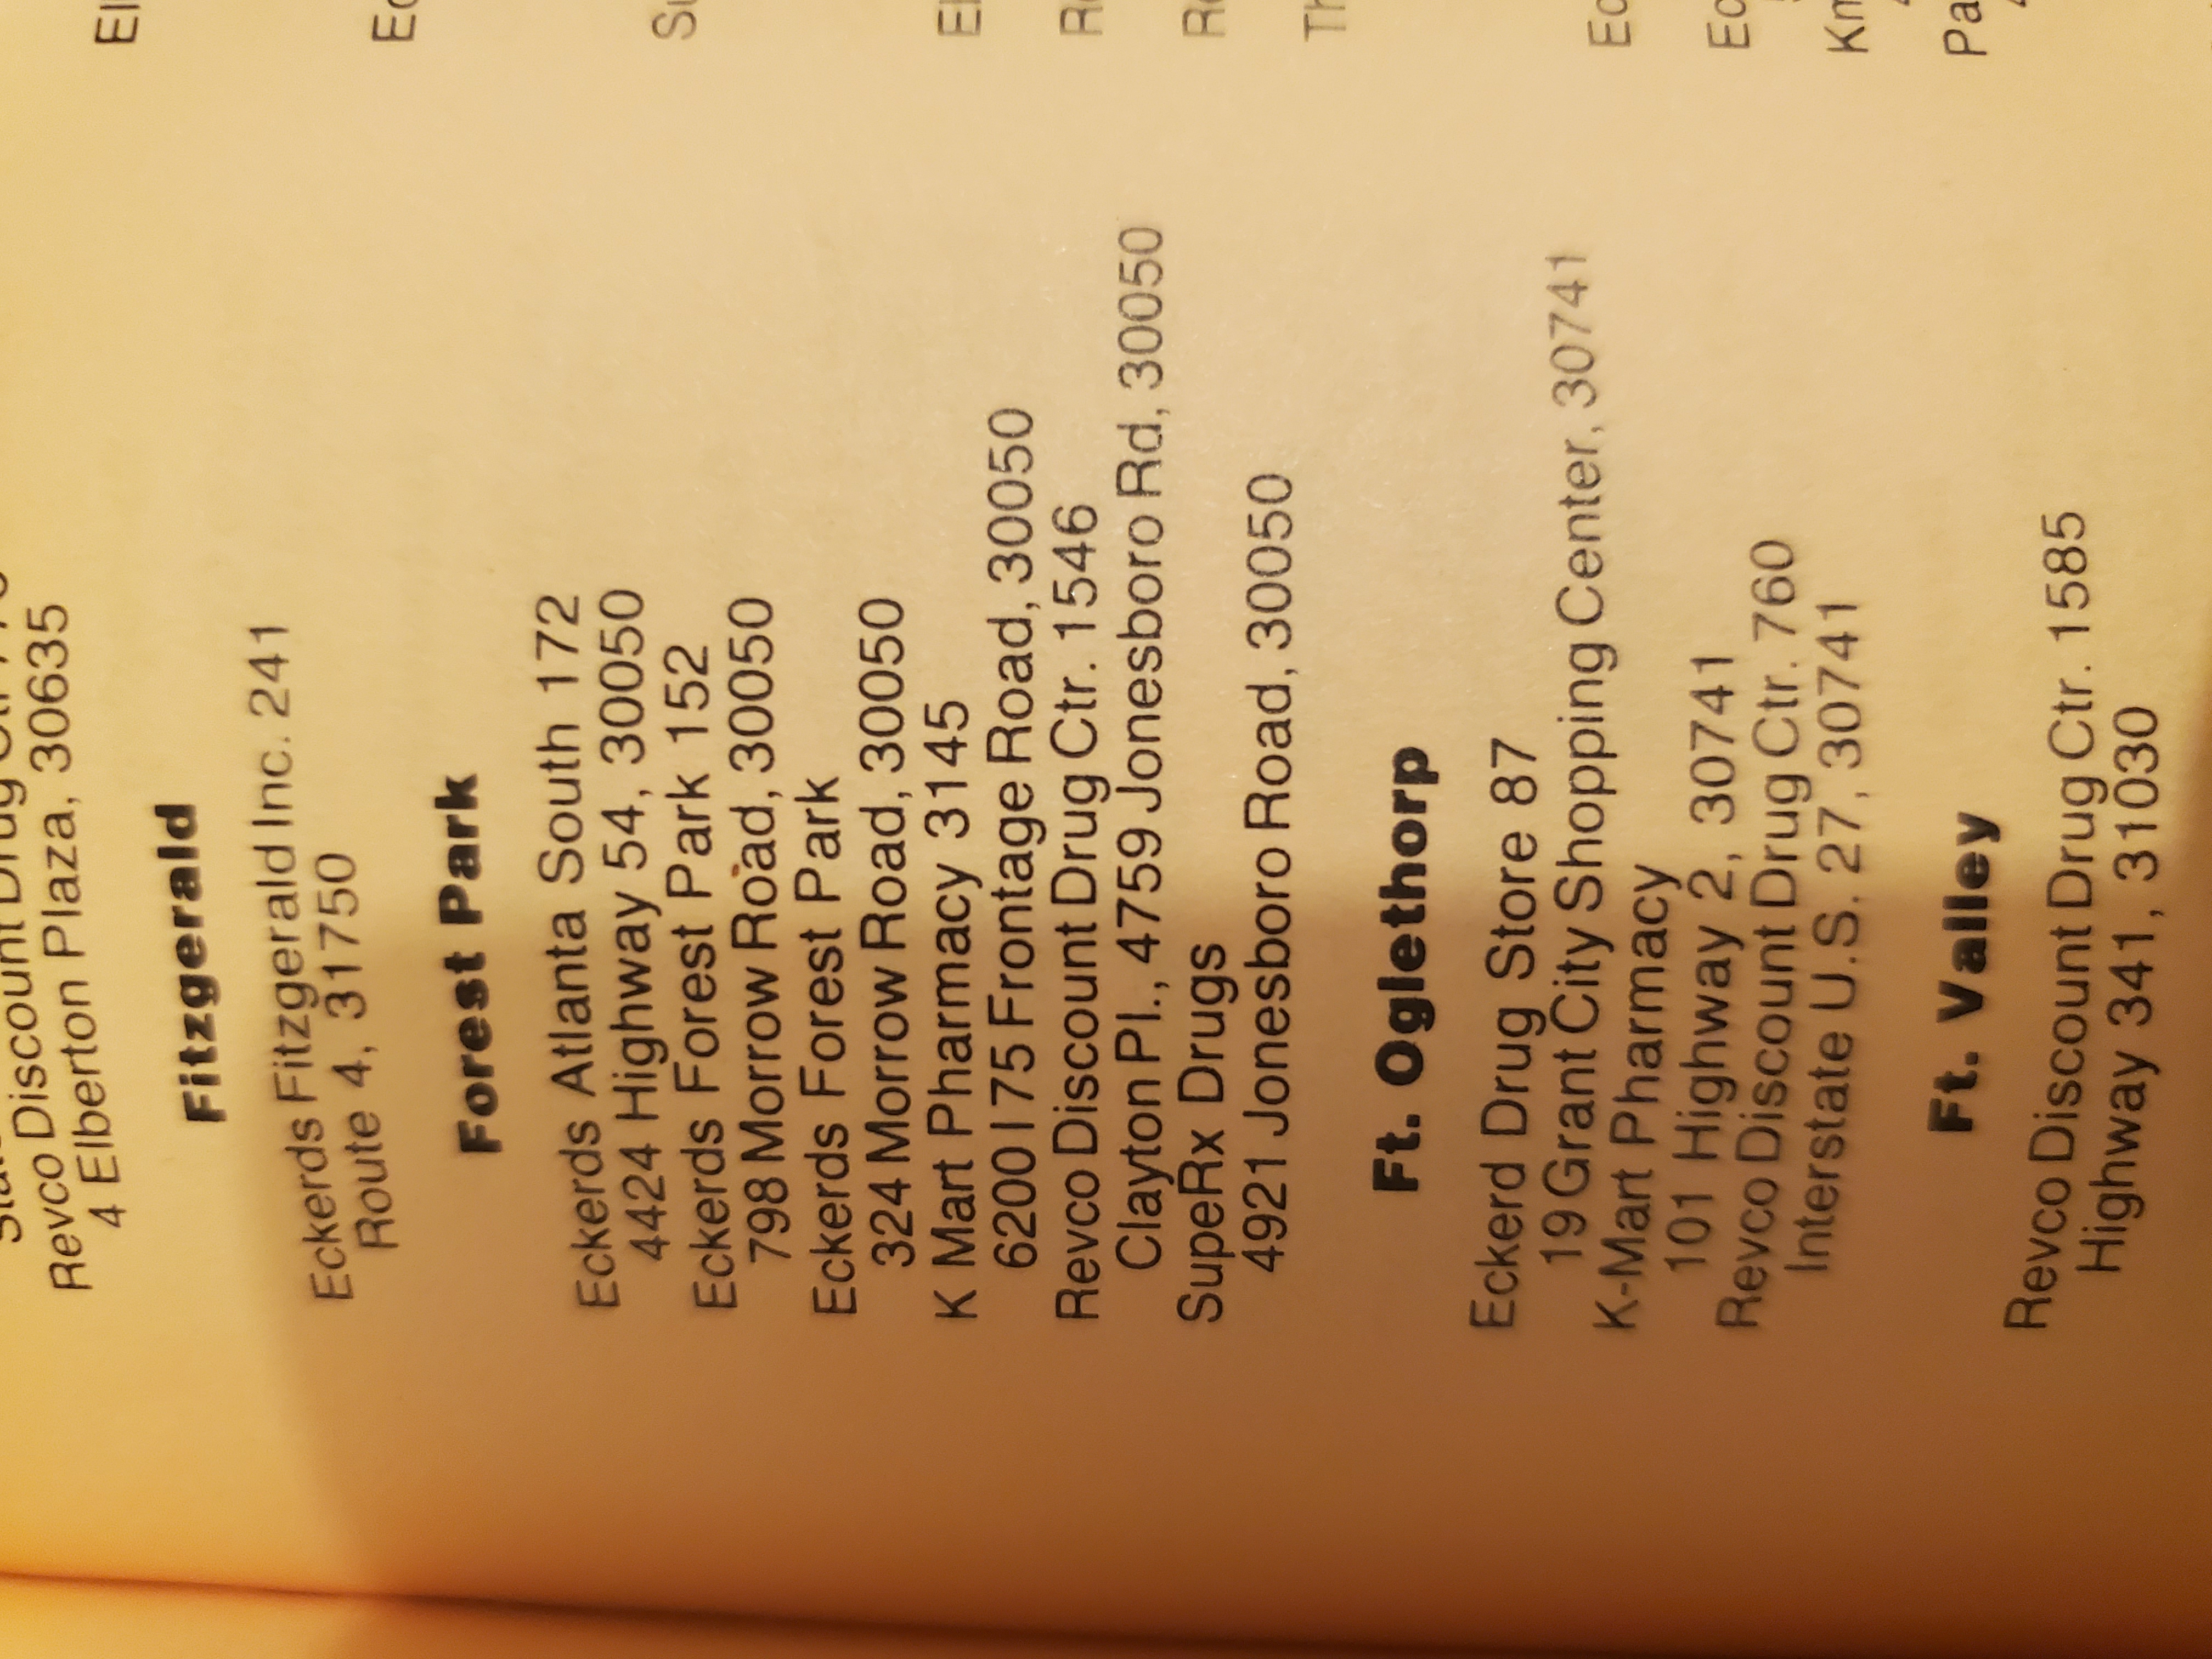 Revco Discount Drug
4 Elberton Plaza, 30635
Fitzgerald
Eckerds Fitzgerald Inc. 241
Route 4, 31750
Forest Park
Eckerds Atlanta South 172
4424 Highway 54, 30050
Eckerds Forest Park 152
798 Morrow Road, 30050
Eckerds Forest Park
324 Morrow Road, 30050
K Mart Pharmacy 3145
6200 I 75 Frontage Road, 30050
Revco Discount Drug Ctr. 1546
Clayton Pl., 4759 Jonesboro Rd, 30050
SupeRx Drugs
4921 Jonesboro Road, 30050
Ft. Oglethorp
Eckerd Drug Store 87
19 Grant City Shopping Center, 30741
K-Mart Pharmacy
101 Highway 2, 30741
Revco Discount Drug Ctr. 760
Interstate U.S. 27, 30741
Ft. Valley
Revco Discount Drug Ctr. 1585
Highway 341, 31030